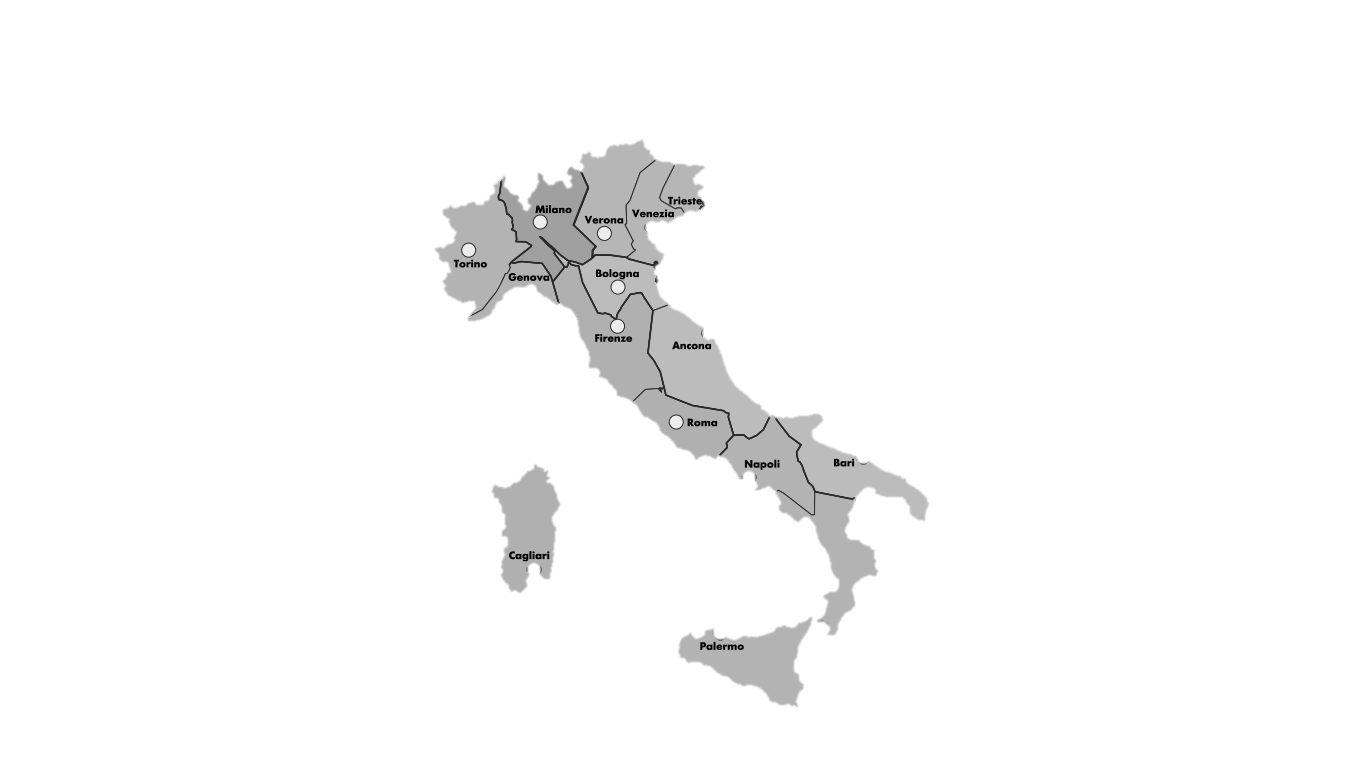 Trieste
Milano
Venezia
Verona
Torino
Bologna
Genova
Firenze
Ancona
Roma
Napoli
Bari
Cagliari
Palermo